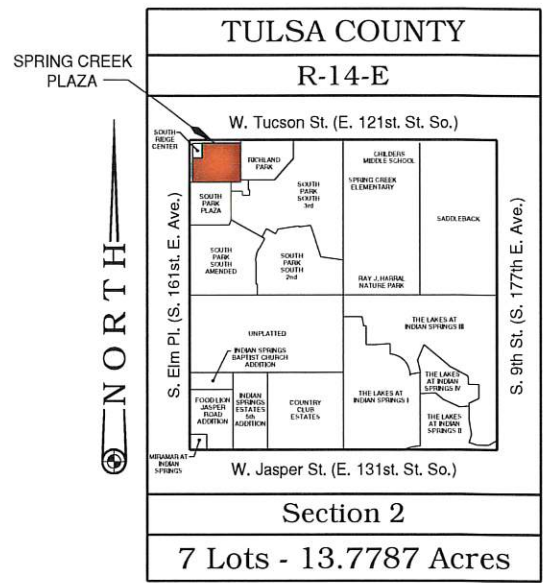 TULSA COUNTY
R-14-E
SPRING CREEK
PLAZA
W. Tucson St. (E. 121st. St. So.)
SOUTH
RIDGE
CENTER
RICHLAND
PARK
CHILDERS
MIDDLE SCHOOL
SPRING CREEK
ELEMENTARY
SOUTH
PARK
PLAZA
SOUTH
PARK
SOUTH
3rd
SADDLEBACK
SOUTH
PARK
SOUTH
AMENDED
SOUTH
PARK
SOUTH
2nd
RAY J. HARRAL
NATURE PARK
S. Elm Pl. (S. 161st. E. Ave.)
S. 9th St. (S. 177th E. Ave.)
NORTH
UNPLATTED
THE LAKES AT
INDIAN SPRINGS III
INDIAN SPRINGS
BAPTIST CHURCH
ADDITION
THE LAKES
AT INDIAN
SPRINGS IV
FOOD LION
JASPER
ROAD
ADDITION
INDIAN
SPRINGS
ESTATES
5th
ADDITION
COUNTRY
CLUB
ESTATES
THE LAKES AT
INDIAN SPRINGS I
THE LAKES
AT INDIAN
SPRINGS II
MIRAMAR AT
INDIAN
SPRINGS
W. Jasper St. (E. 131st. St. So.)
Section 2
7 Lots - 13.7787 Acres